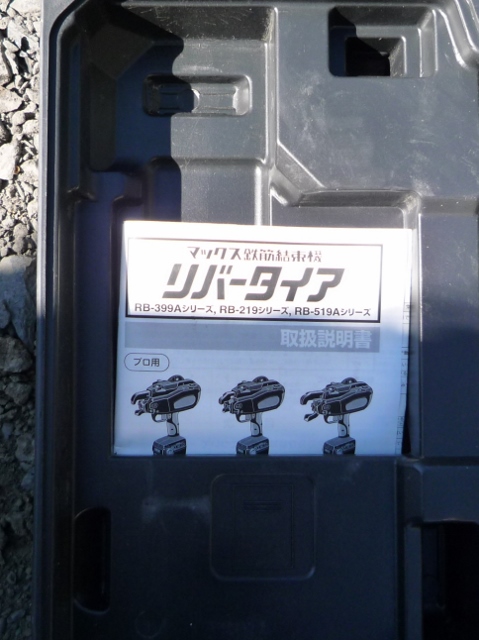 マックス鉄筋結束機
リバータイア
RB-399Aシリーズ, RB-219シリーズ, RB-519Aシリーズ
取扱説明書
プロ用